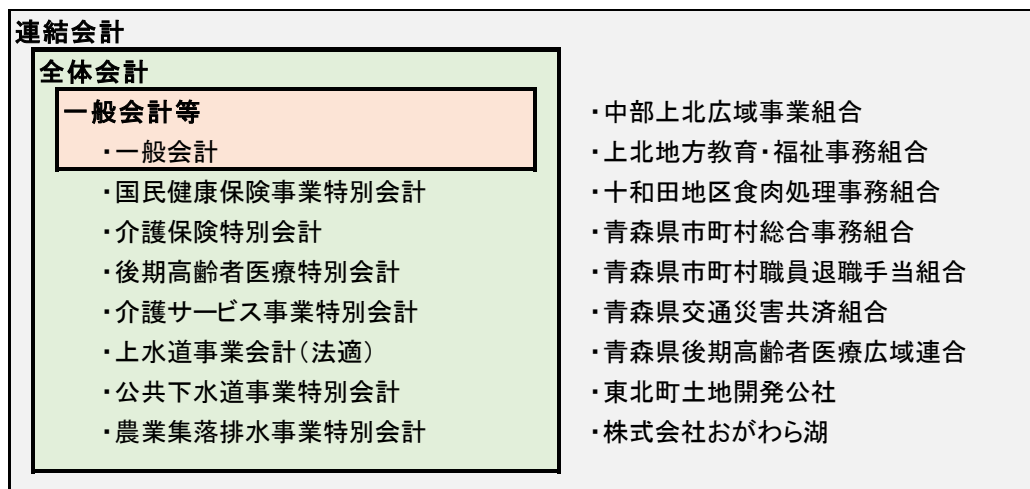 連結会計
全体会計
一般会計等
・一般会計
・国民健康保険事業特別会計
・介護保険特別会計
・後期高齢者医療特別会計
・介護サービス事業特別会計
・上水道事業会計(法適)
・公共下水道事業特別会計
・農業集落排水事業特別会計
・中部上北広域事業組合
・上北地方教育・福祉事務組合
・十和田地区食肉処理事務組合
・青森県市町村総合事務組合
・青森県市町村職員退職手当組合
・青森県交通災害共済組合
・青森県後期高齢者医療広域連合
・東北町土地開発公社
・株式会社おがわら湖